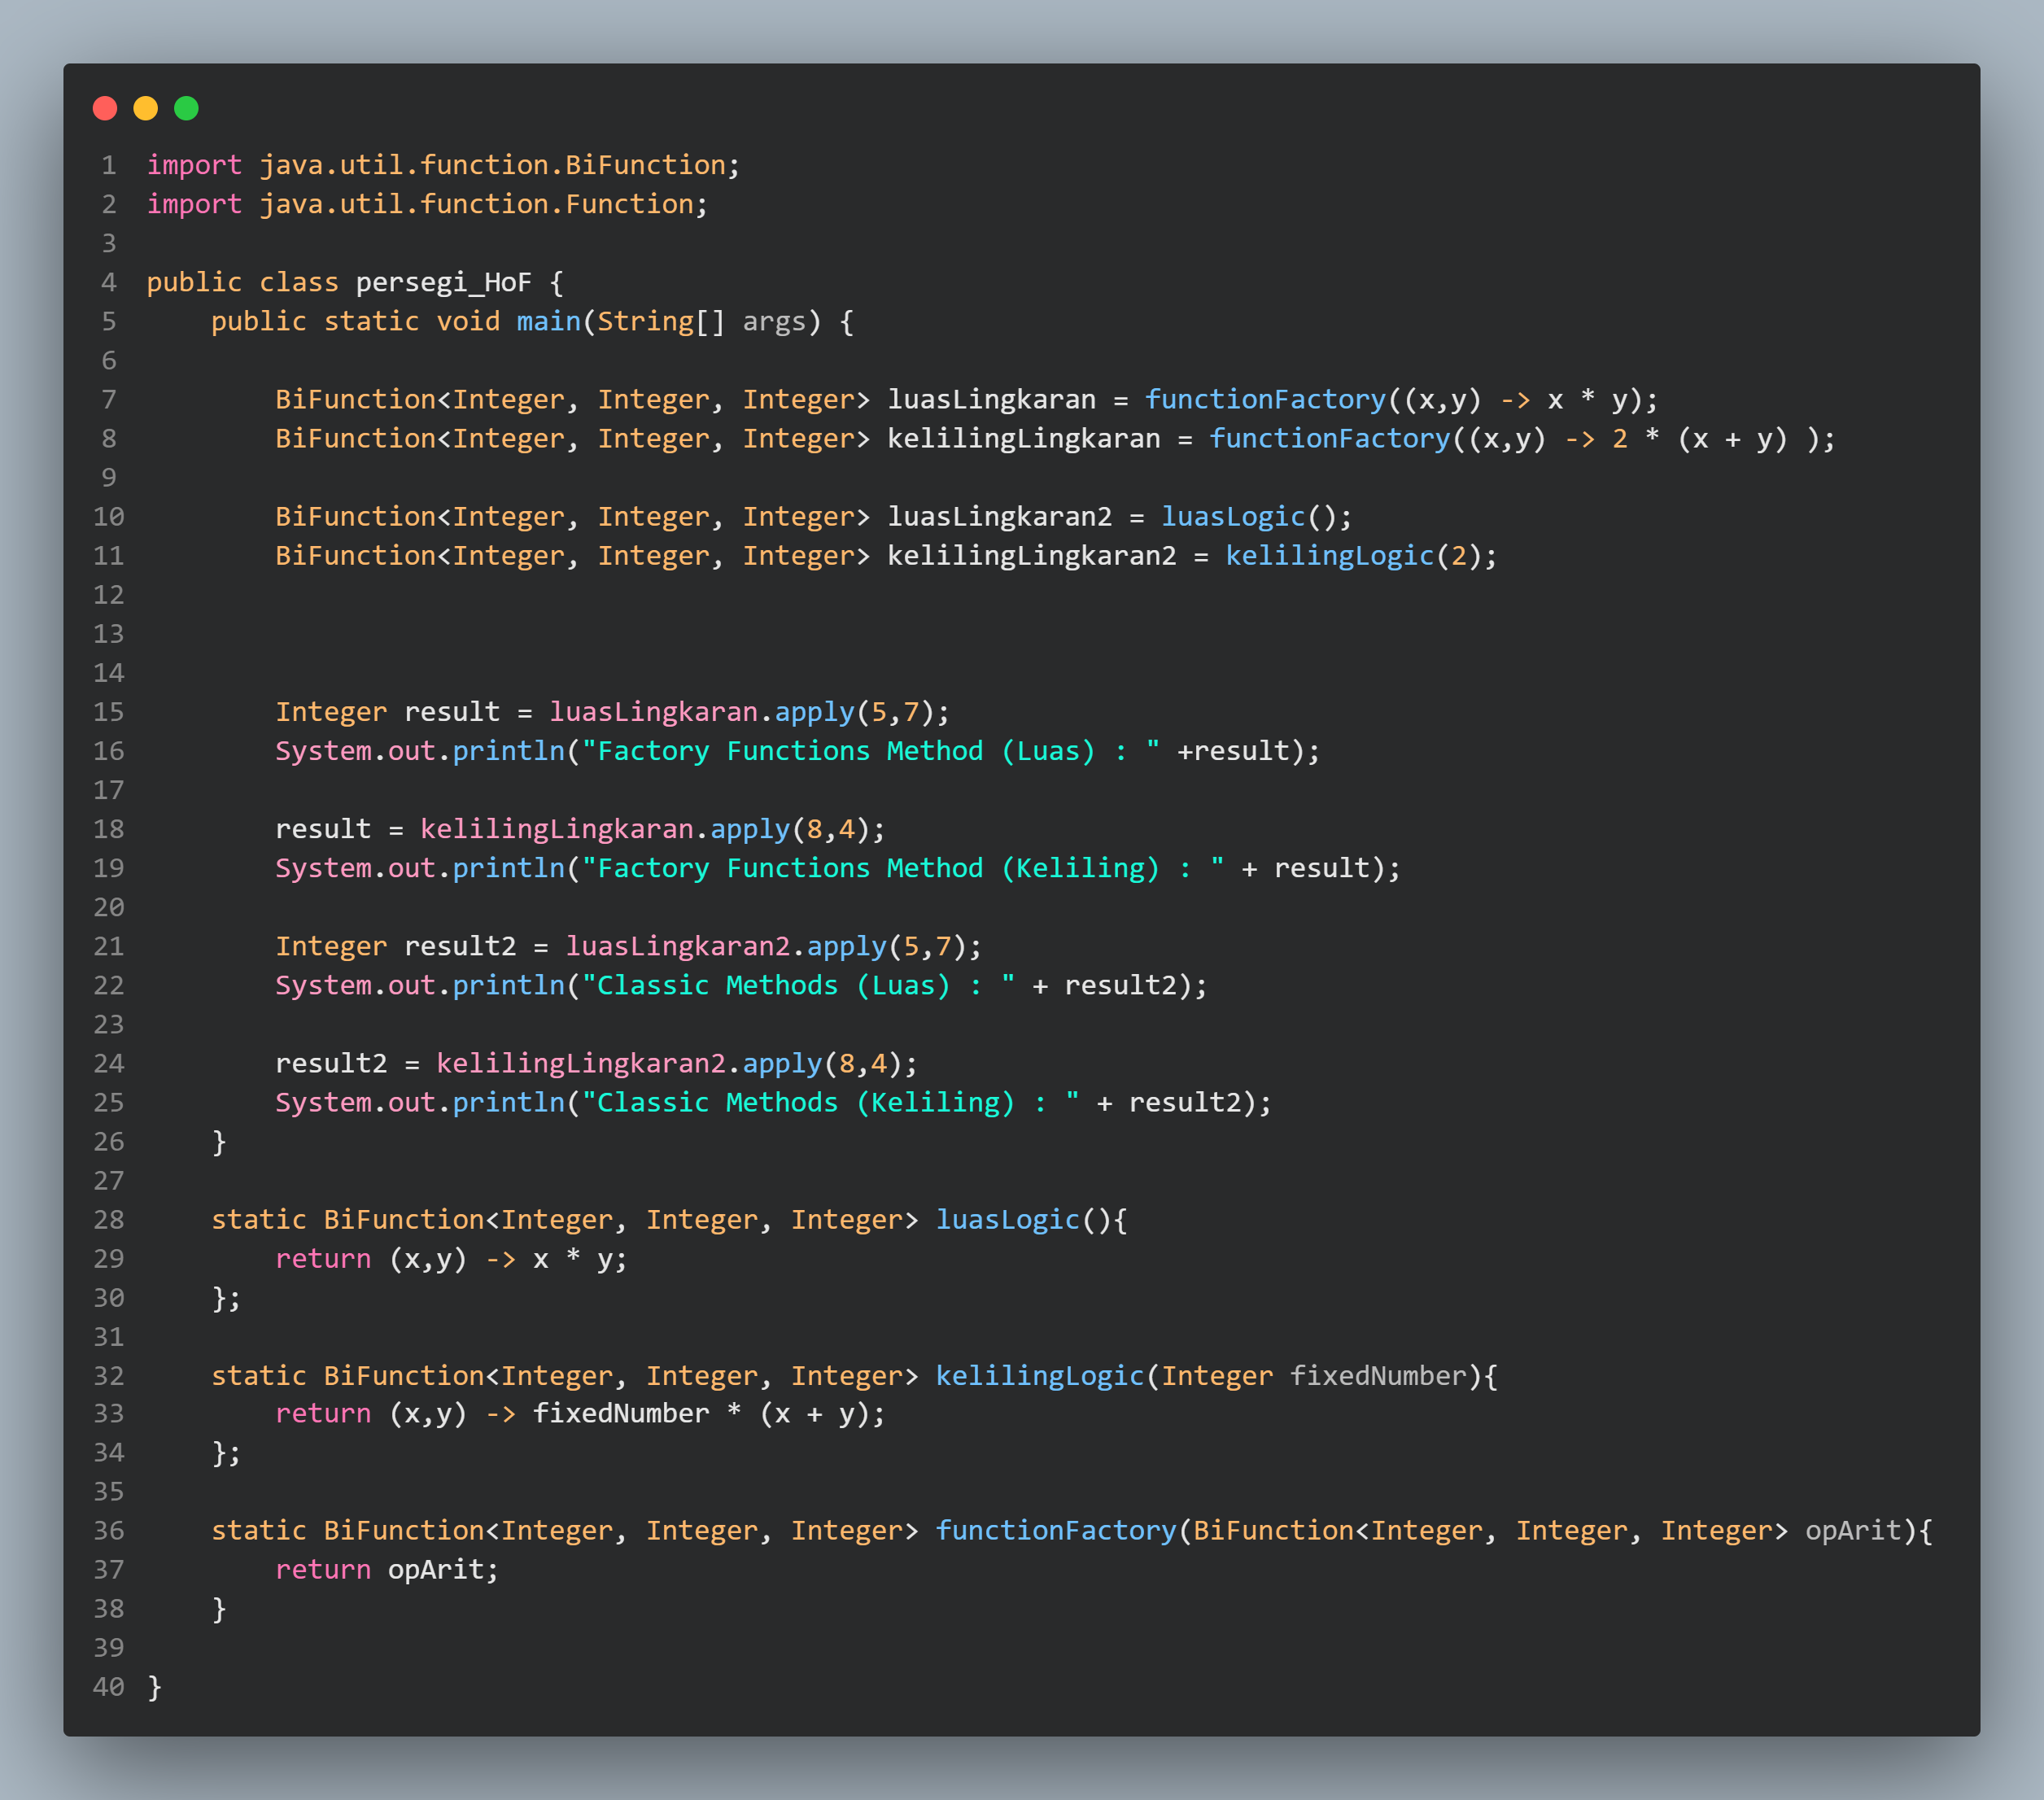 1 import java.util.function.BiFunction;
2 import java.util.function.Function;
3
4 public class persegi_HoF {
5     public static void main(String[] args) {
6
7         BiFunction<Integer, Integer, Integer> luasLingkaran = functionFactory((x,y) -> x * y);
8         BiFunction<Integer, Integer, Integer> kelilingLingkaran = functionFactory((x,y) -> 2 * (x + y) );
9
10         BiFunction<Integer, Integer, Integer> luasLingkaran2 = luasLogic();
11         BiFunction<Integer, Integer, Integer> kelilingLingkaran2 = kelilingLogic(2);
12
13
14
15         Integer result = luasLingkaran.apply(5,7);
16         System.out.println("Factory Functions Method (Luas) : " +result);
17
18         result = kelilingLingkaran.apply(8,4);
19         System.out.println("Factory Functions Method (Keliling) : " + result);
20
21         Integer result2 = luasLingkaran2.apply(5,7);
22         System.out.println("Classic Methods (Luas) : " + result2);
23
24         result2 = kelilingLingkaran2.apply(8,4);
25         System.out.println("Classic Methods (Keliling) : " + result2);
26     }
27
28     static BiFunction<Integer, Integer, Integer> luasLogic(){
29         return (x,y) -> x * y;
30     };
31
32     static BiFunction<Integer, Integer, Integer> kelilingLogic(Integer fixedNumber){
33         return (x,y) -> fixedNumber * (x + y);
34     };
35
36     static BiFunction<Integer, Integer, Integer> functionFactory(BiFunction<Integer, Integer, Integer> opArit){
37         return opArit;
38     }
39
40 }